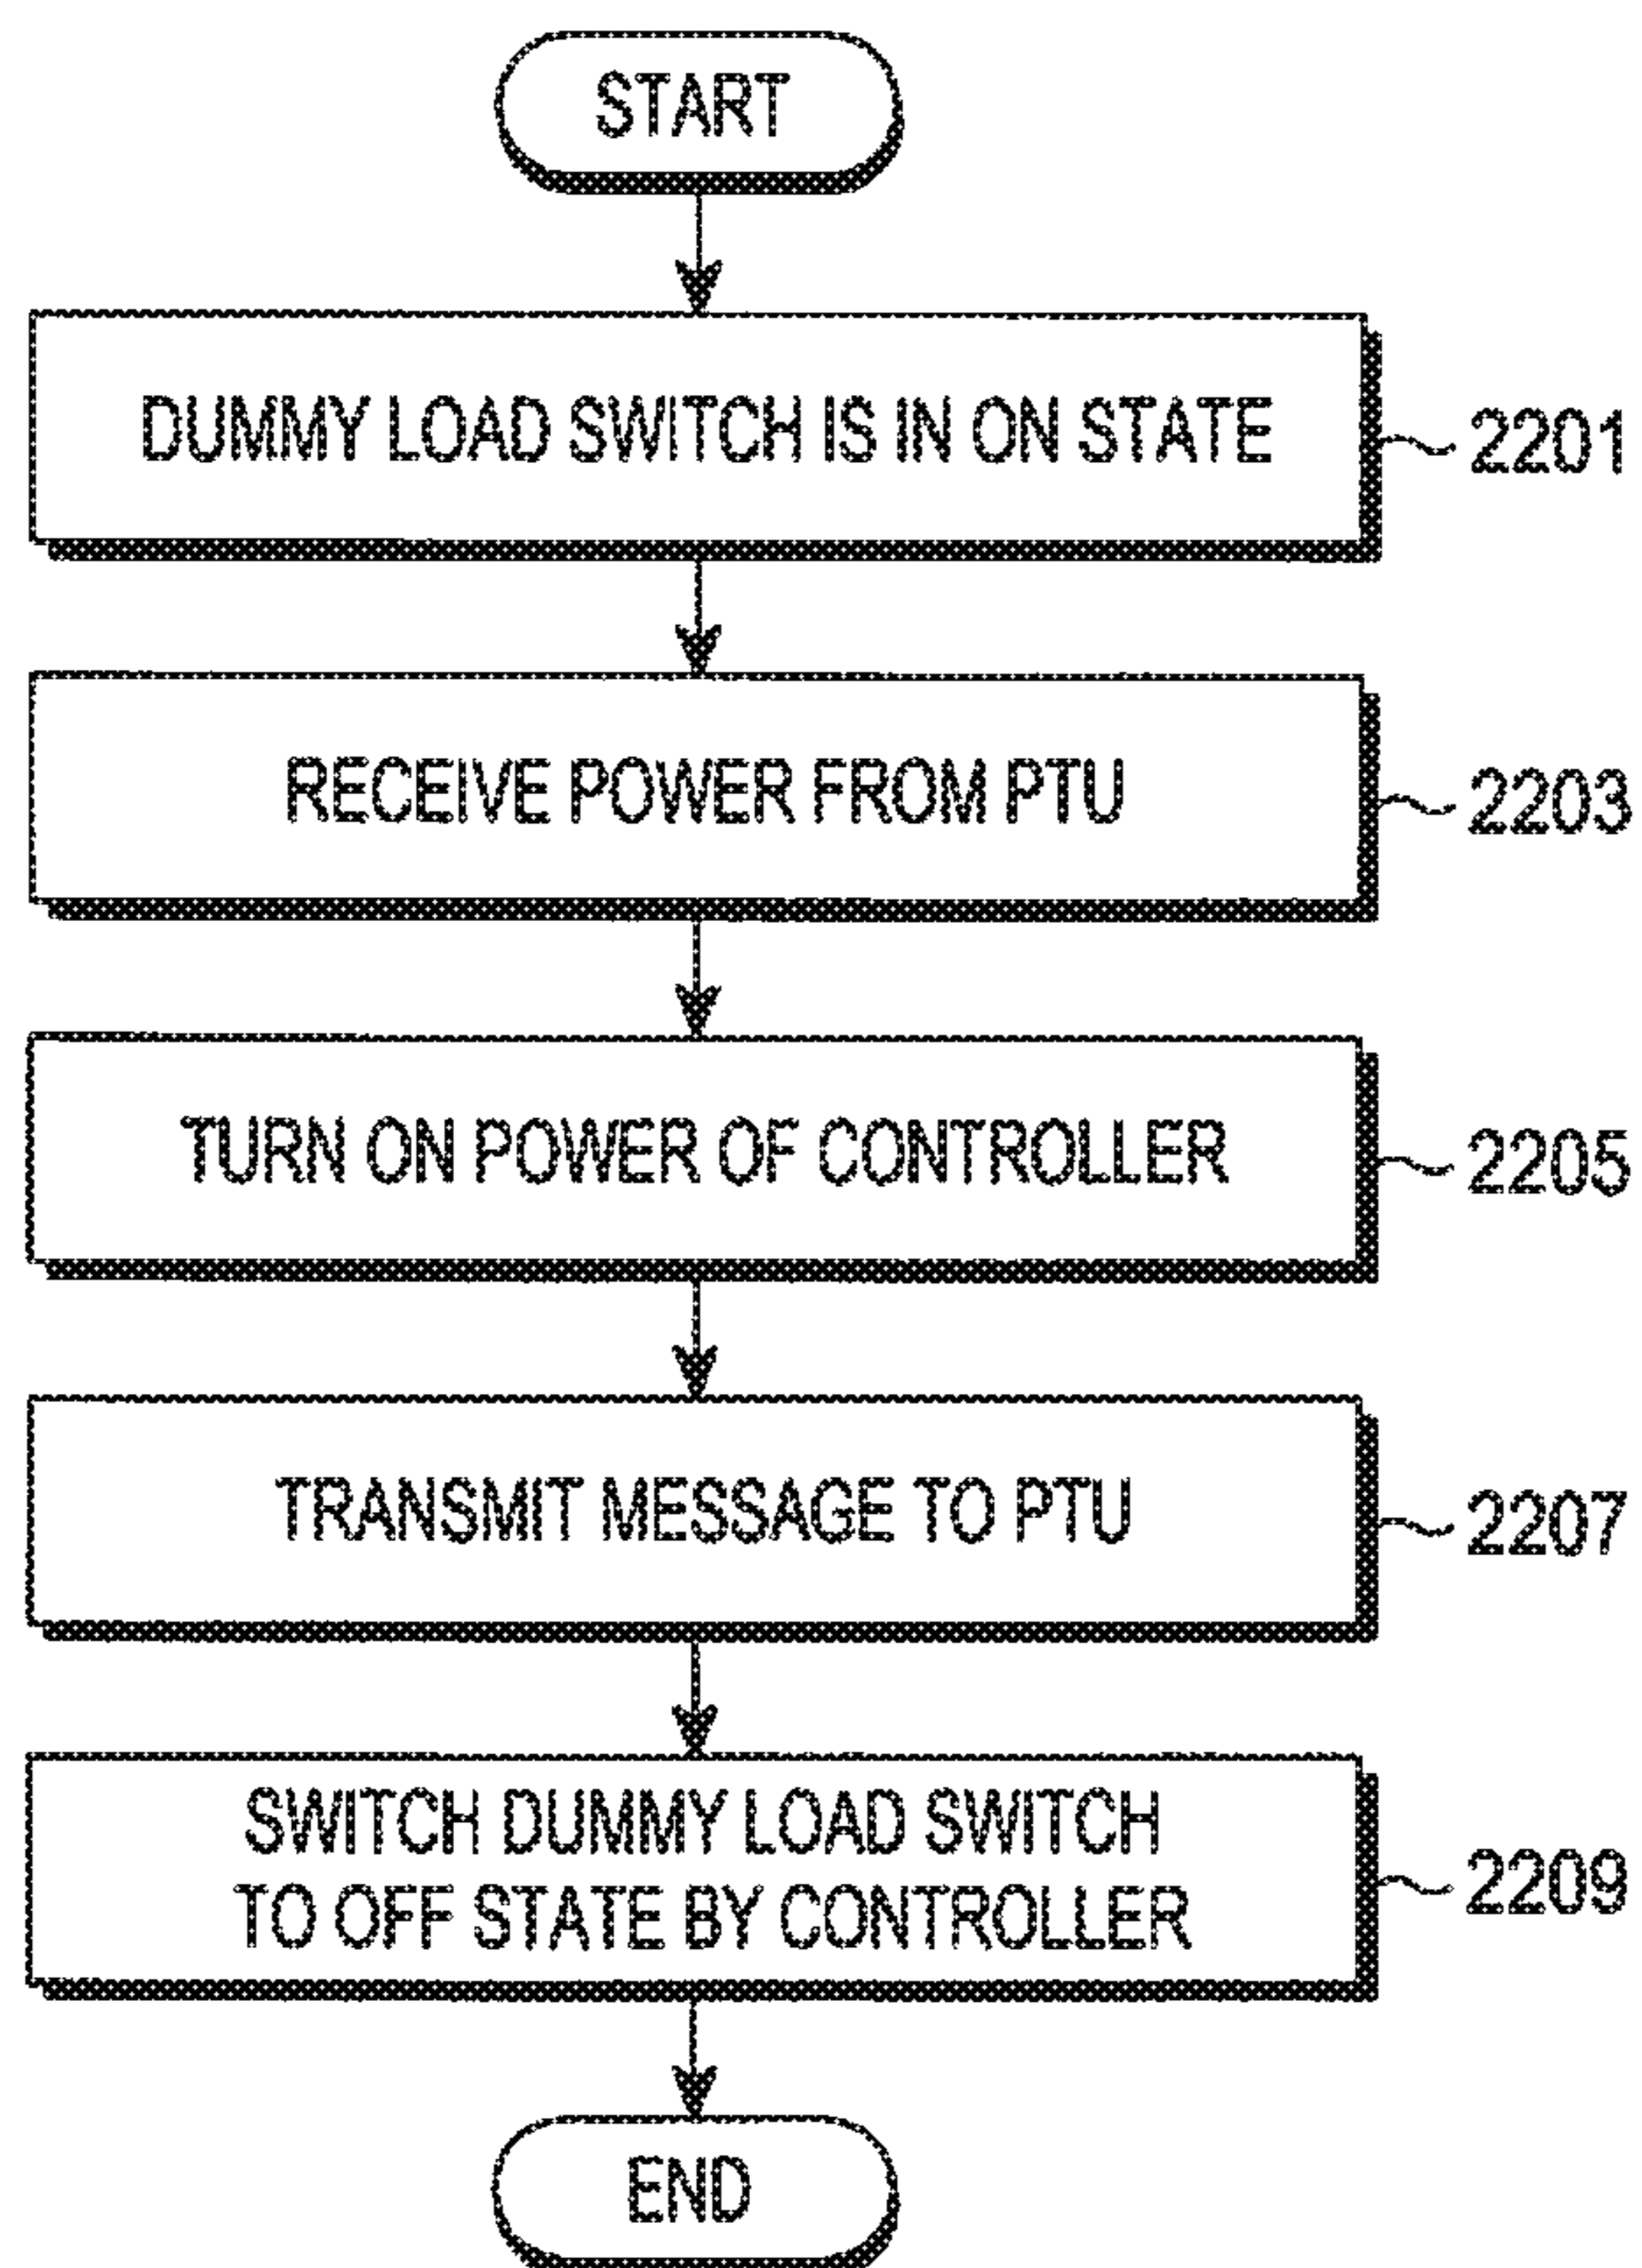 START
DUMMY LOAD SWITCH IS IN ON STATE
2201
RECEIVE POWER FROM PTU
2203
TURN ON POWER OF CONTROLLER
2205
TRANSMIT MESSAGE TO PTU
2207
SWITCH DUMMY LOAD SWITCH
TO OFF STATE BY CONTROLLER
2209
END